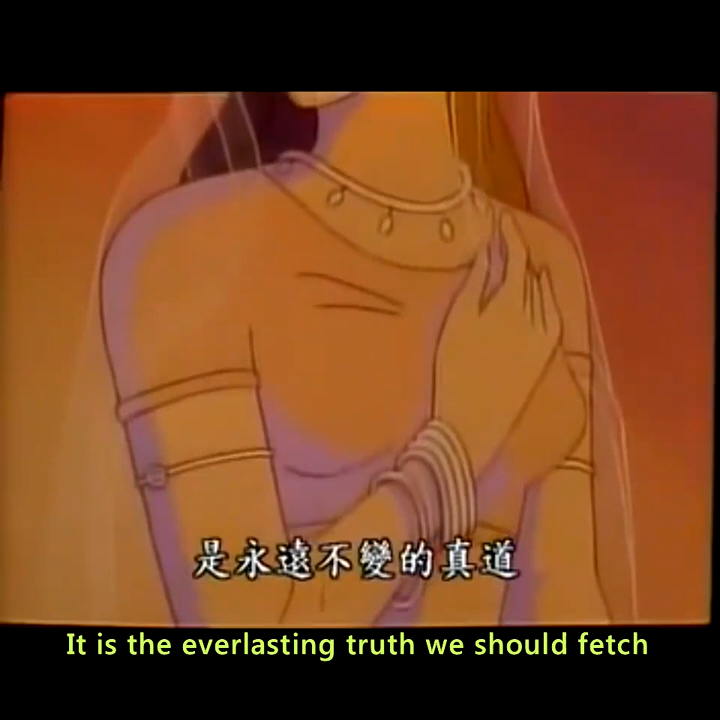 是永遠不變的真道
It is the everlasting truth we should fetch